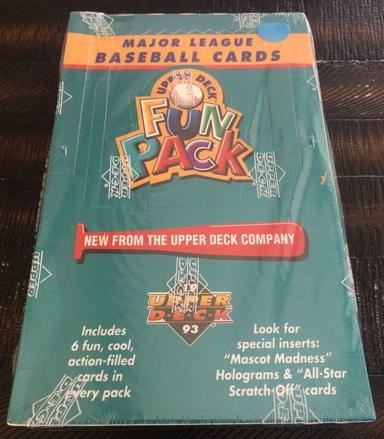 MAJOR LEAGUE
BASEBALL CARDS
UPPER DECK
FUN
PACK
NEW FROM THE UPPER DECK COMPANY
UPPER
D·E·C·K
93
Includes
6 fun, cool,
action-filled
cards in
every pack
Look for
special inserts:
"Mascot Madness"
Holograms & "All-Star
Scratch-Off" cards